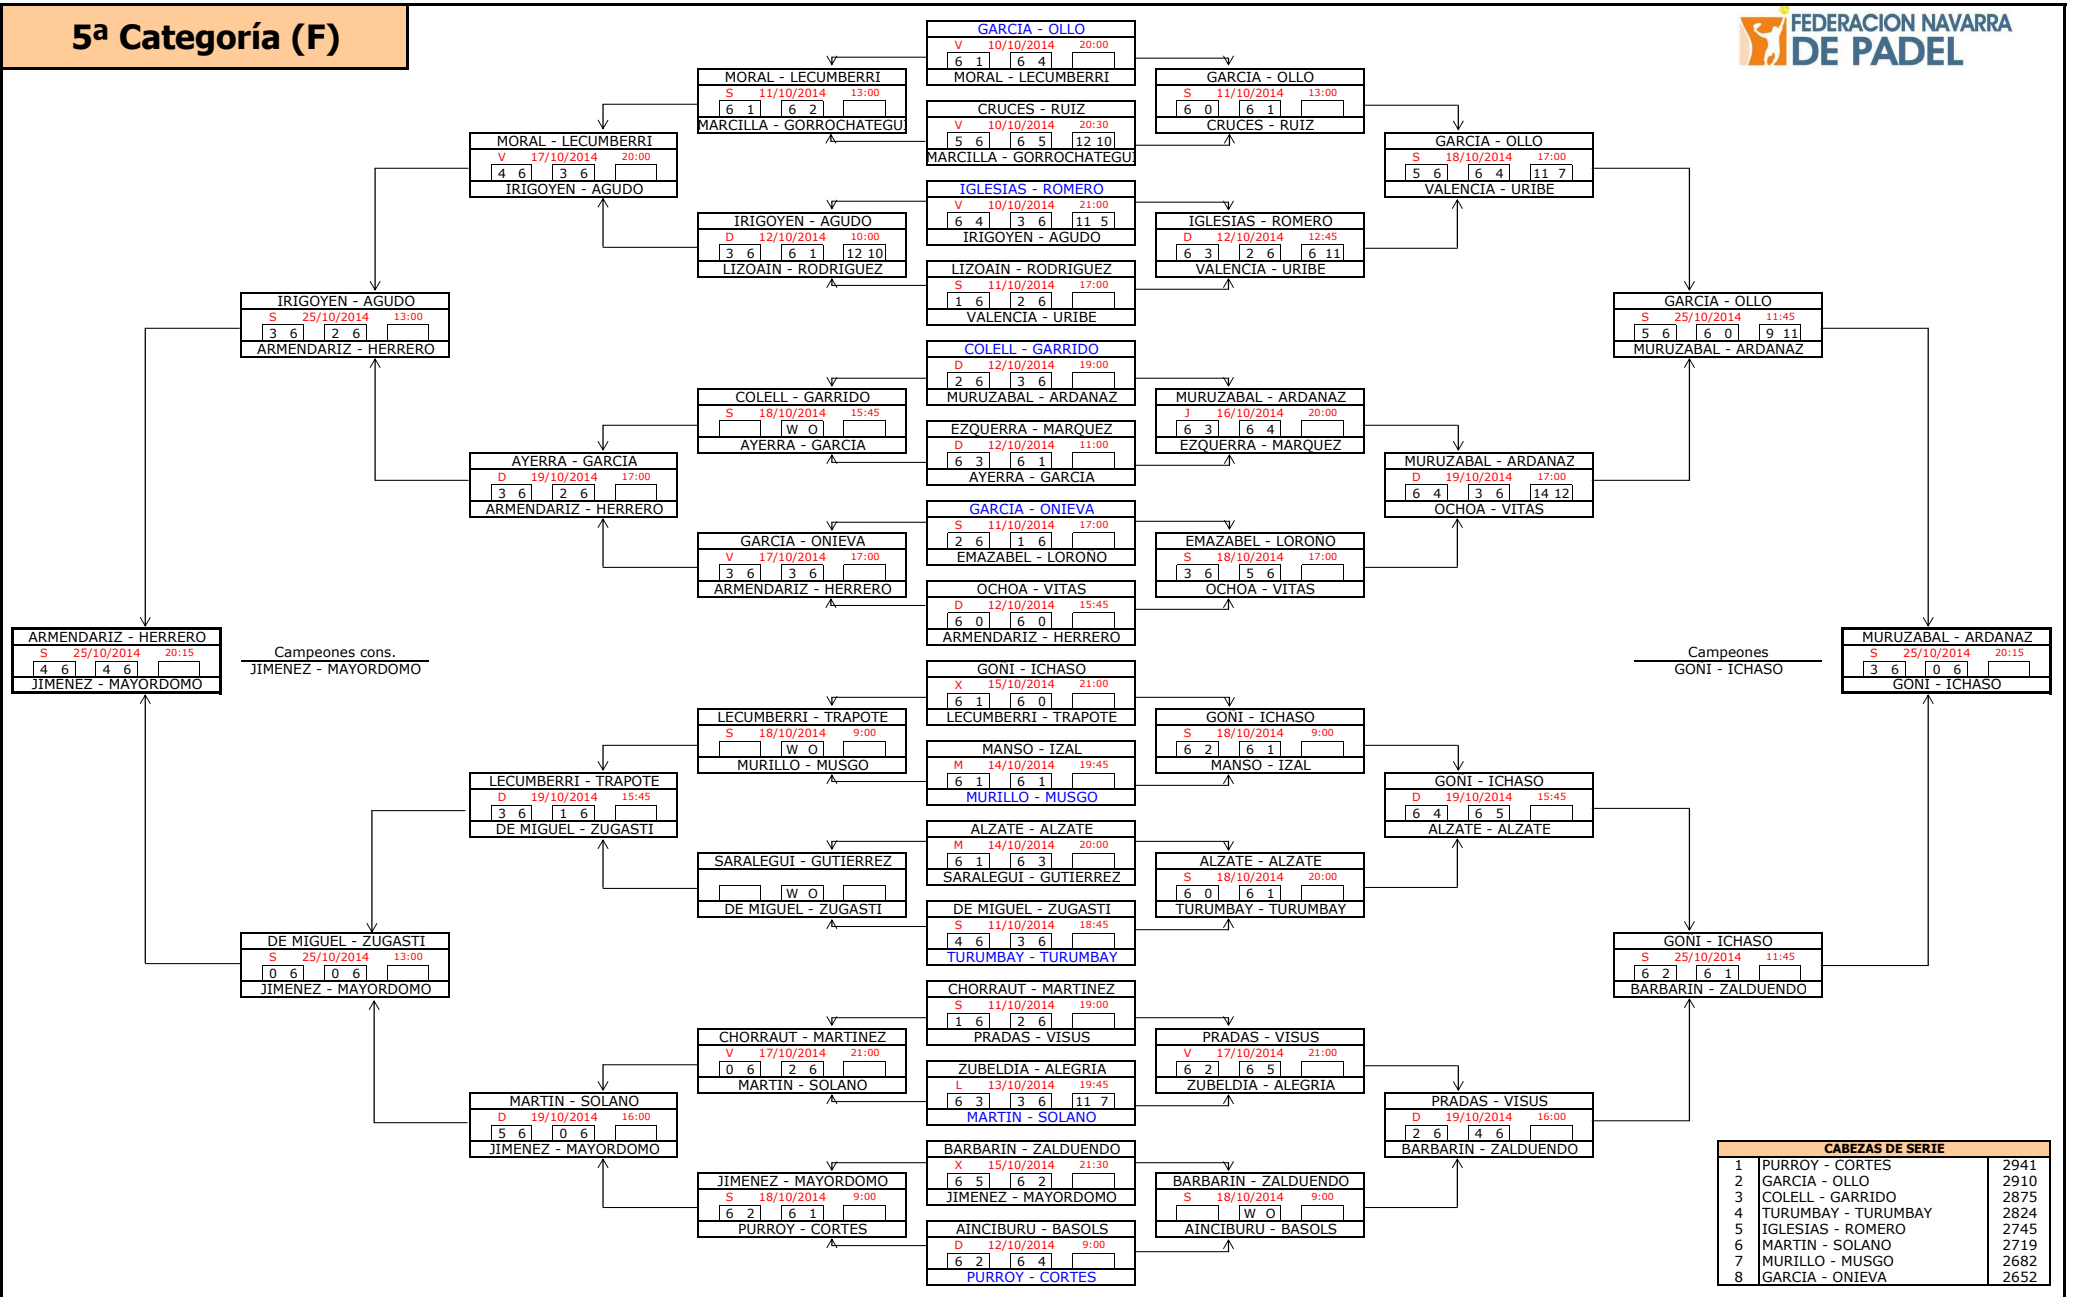 5ª Categoría (F)
FEDERACION NAVARRA
DE PADEL
GARCIA - OLLO
V 10/10/2014 20:00
6 1 6 4
MORAL - LECUMBERRI
CRUCES - RUIZ
V 10/10/2014 20:30
5 6 6 5 12 10
MARCILLA - GORROCHATEGUI
IGLESIAS - ROMERO
V 10/10/2014 21:00
6 4 3 6 11 5
IRIGOYEN - AGUDO
LIZOAIN - RODRIGUEZ
S 11/10/2014 17:00
1 6 2 6
VALENCIA - URIBE
COLELL - GARRIDO
D 12/10/2014 19:00
2 6 3 6
MURUZABAL - ARDANAZ
EZQUERRA - MARQUEZ
D 12/10/2014 11:00
6 3 6 1
AYERRA - GARCIA
GARCIA - ONIEVA
S 11/10/2014 17:00
2 6 1 6
EMAZABEL - LOROÑO
OCHOA - VITAS
D 12/10/2014 15:45
6 0 6 0
ARMENDARIZ - HERRERO
GOÑI - ICHASO
X 15/10/2014 21:00
6 1 6 0
LECUMBERRI - TRAPOTE
MANSO - IZAL
M 14/10/2014 19:45
6 1 6 1
MURILLO - MUSGO
ALZATE - ALZATE
M 14/10/2014 20:00
6 1 6 3
SARALEGUI - GUTIERREZ
DE MIGUEL - ZUGASTI
S 11/10/2014 18:45
4 6 3 6
TURUMBAY - TURUMBAY
CHORRAUT - MARTINEZ
S 11/10/2014 19:00
1 6 2 6
PRADAS - VISUS
ZUBELDIA - ALEGRIA
L 13/10/2014 19:45
6 3 3 6 11 7
MARTIN - SOLANO
BARBARIN - ZALDUENDO
X 15/10/2014 21:30
6 5 6 2
JIMENEZ - MAYORDOMO
AINCIBURU - BASOLS
D 12/10/2014 9:00
6 2 6 4
PURROY - CORTES
MORAL - LECUMBERRI
S 11/10/2014 13:00
6 1 6 2
MARCILLA - GORROCHATEGUI
IRIGOYEN - AGUDO
D 12/10/2014 10:00
3 6 6 1 12 10
LIZOAIN - RODRIGUEZ
COLELL - GARRIDO
S 18/10/2014 15:45
W O
AYERRA - GARCIA
GARCIA - ONIEVA
V 17/10/2014 17:00
3 6 3 6
ARMENDARIZ - HERRERO
LECUMBERRI - TRAPOTE
S 18/10/2014 9:00
W O
MURILLO - MUSGO
SARALEGUI - GUTIERREZ
W O
DE MIGUEL - ZUGASTI
CHORRAUT - MARTINEZ
V 17/10/2014 21:00
0 6 2 6
MARTIN - SOLANO
JIMENEZ - MAYORDOMO
S 18/10/2014 9:00
6 2 6 1
PURROY - CORTES
MORAL - LECUMBERRI
V 17/10/2014 20:00
4 6 3 6
IRIGOYEN - AGUDO
AYERRA - GARCIA
D 19/10/2014 17:00
3 6 2 6
ARMENDARIZ - HERRERO
LECUMBERRI - TRAPOTE
D 19/10/2014 15:45
3 6 1 6
DE MIGUEL - ZUGASTI
MARTIN - SOLANO
D 19/10/2014 16:00
5 6 0 6
JIMENEZ - MAYORDOMO
IRIGOYEN - AGUDO
S 25/10/2014 13:00
3 6 2 6
ARMENDARIZ - HERRERO
DE MIGUEL - ZUGASTI
S 25/10/2014 13:00
0 6 0 6
JIMENEZ - MAYORDOMO
ARMENDARIZ - HERRERO
S 25/10/2014 20:15
4 6 4 6
JIMENEZ - MAYORDOMO
Campeones cons.
JIMENEZ - MAYORDOMO
GARCIA - OLLO
S 11/10/2014 13:00
6 0 6 1
CRUCES - RUIZ
IGLESIAS - ROMERO
D 12/10/2014 12:45
6 3 2 6 6 11
VALENCIA - URIBE
MURUZABAL - ARDANAZ
J 16/10/2014 20:00
6 3 6 4
EZQUERRA - MARQUEZ
EMAZABEL - LOROÑO
S 18/10/2014 17:00
3 6 5 6
OCHOA - VITAS
GOÑI - ICHASO
S 18/10/2014 9:00
6 2 6 1
MANSO - IZAL
ALZATE - ALZATE
S 18/10/2014 20:00
6 0 6 1
TURUMBAY - TURUMBAY
PRADAS - VISUS
V 17/10/2014 21:00
6 2 6 5
ZUBELDIA - ALEGRIA
BARBARIN - ZALDUENDO
S 18/10/2014 9:00
W O
AINCIBURU - BASOLS
GARCIA - OLLO
S 18/10/2014 17:00
5 6 6 4 11 7
VALENCIA - URIBE
MURUZABAL - ARDANAZ
D 19/10/2014 17:00
6 4 3 6 14 12
OCHOA - VITAS
GOÑI - ICHASO
D 19/10/2014 15:45
6 4 6 5
ALZATE - ALZATE
PRADAS - VISUS
D 19/10/2014 16:00
2 6 4 6
BARBARIN - ZALDUENDO
GARCIA - OLLO
S 25/10/2014 11:45
5 6 6 0 9 11
MURUZABAL - ARDANAZ
GOÑI - ICHASO
S 25/10/2014 11:45
6 2 6 1
BARBARIN - ZALDUENDO
Campeones
GOÑI - ICHASO
MURUZABAL - ARDANAZ
S 25/10/2014 20:15
3 6 0 6
GOÑI - ICHASO
CABEZAS DE SERIE
1 PURROY - CORTES 2941
2 GARCIA - OLLO 2910
3 COLELL - GARRIDO 2875
4 TURUMBAY - TURUMBAY 2824
5 IGLESIAS - ROMERO 2745
6 MARTIN - SOLANO 2719
7 MURILLO - MUSGO 2682
8 GARCIA - ONIEVA 2652